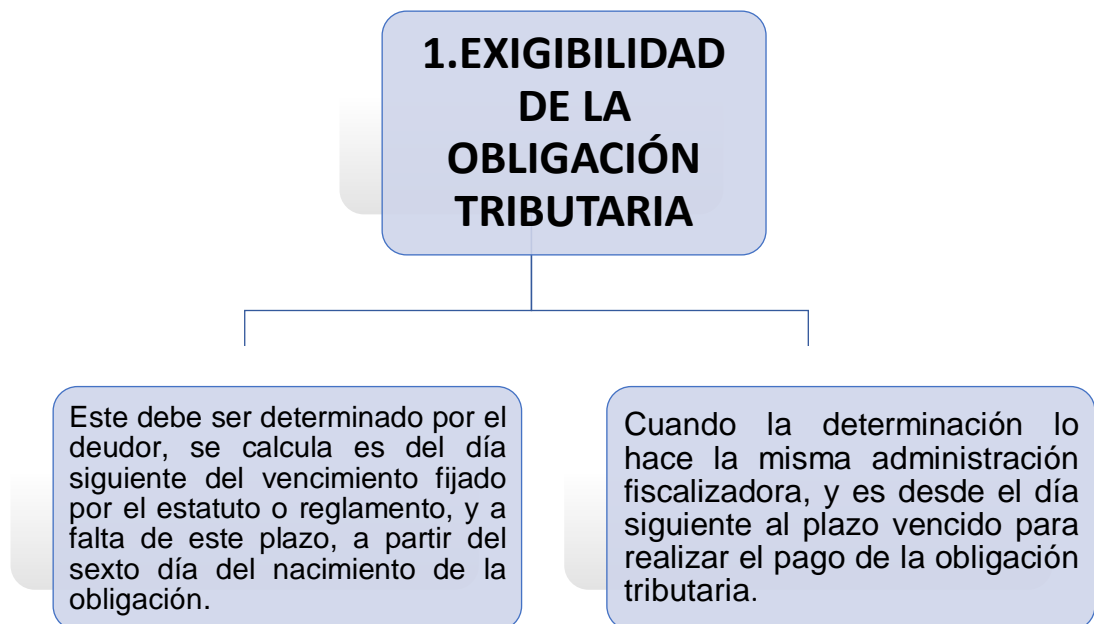 1.EXIGIBILIDAD
DE LA
OBLIGACIÓN
TRIBUTARIA
Este debe ser determinado por el
deudor, se calcula es del día
siguiente del vencimiento fijado
por el estatuto o reglamento, y a
falta de este plazo, a partir del
sexto día del nacimiento de la
obligación.
Cuando la determinación lo
hace la misma administración
fiscalizadora, y es desde el día
siguiente al plazo vencido para
realizar el pago de la obligación
tributaria.